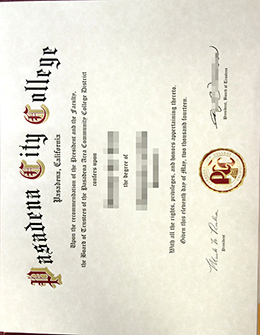 Pasadena City College
Pasadena, California
Upon the recommendation of the President and the Faculty,
the Board of Trustees of the Pasadena Area Community College District
confers upon
the degree of
With all the rights, privileges, and honors appertaining thereto.
Given this eleventh day of May, two thousand fourteen.
President, Board of Trustees
PCC
President